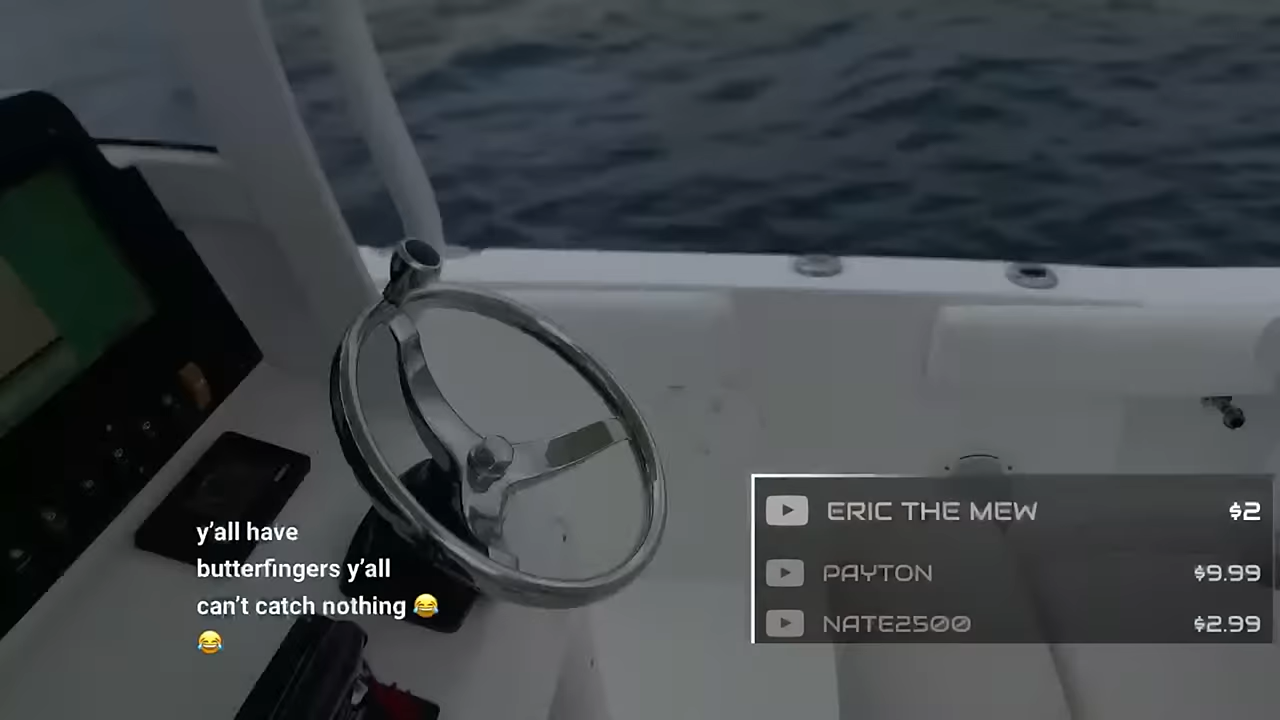 y'all have
butterfingers y'all
can't catch nothing 😂
😂
ERIC THE MEW $2
PAYTON $9.99
NATE2500 $2.99